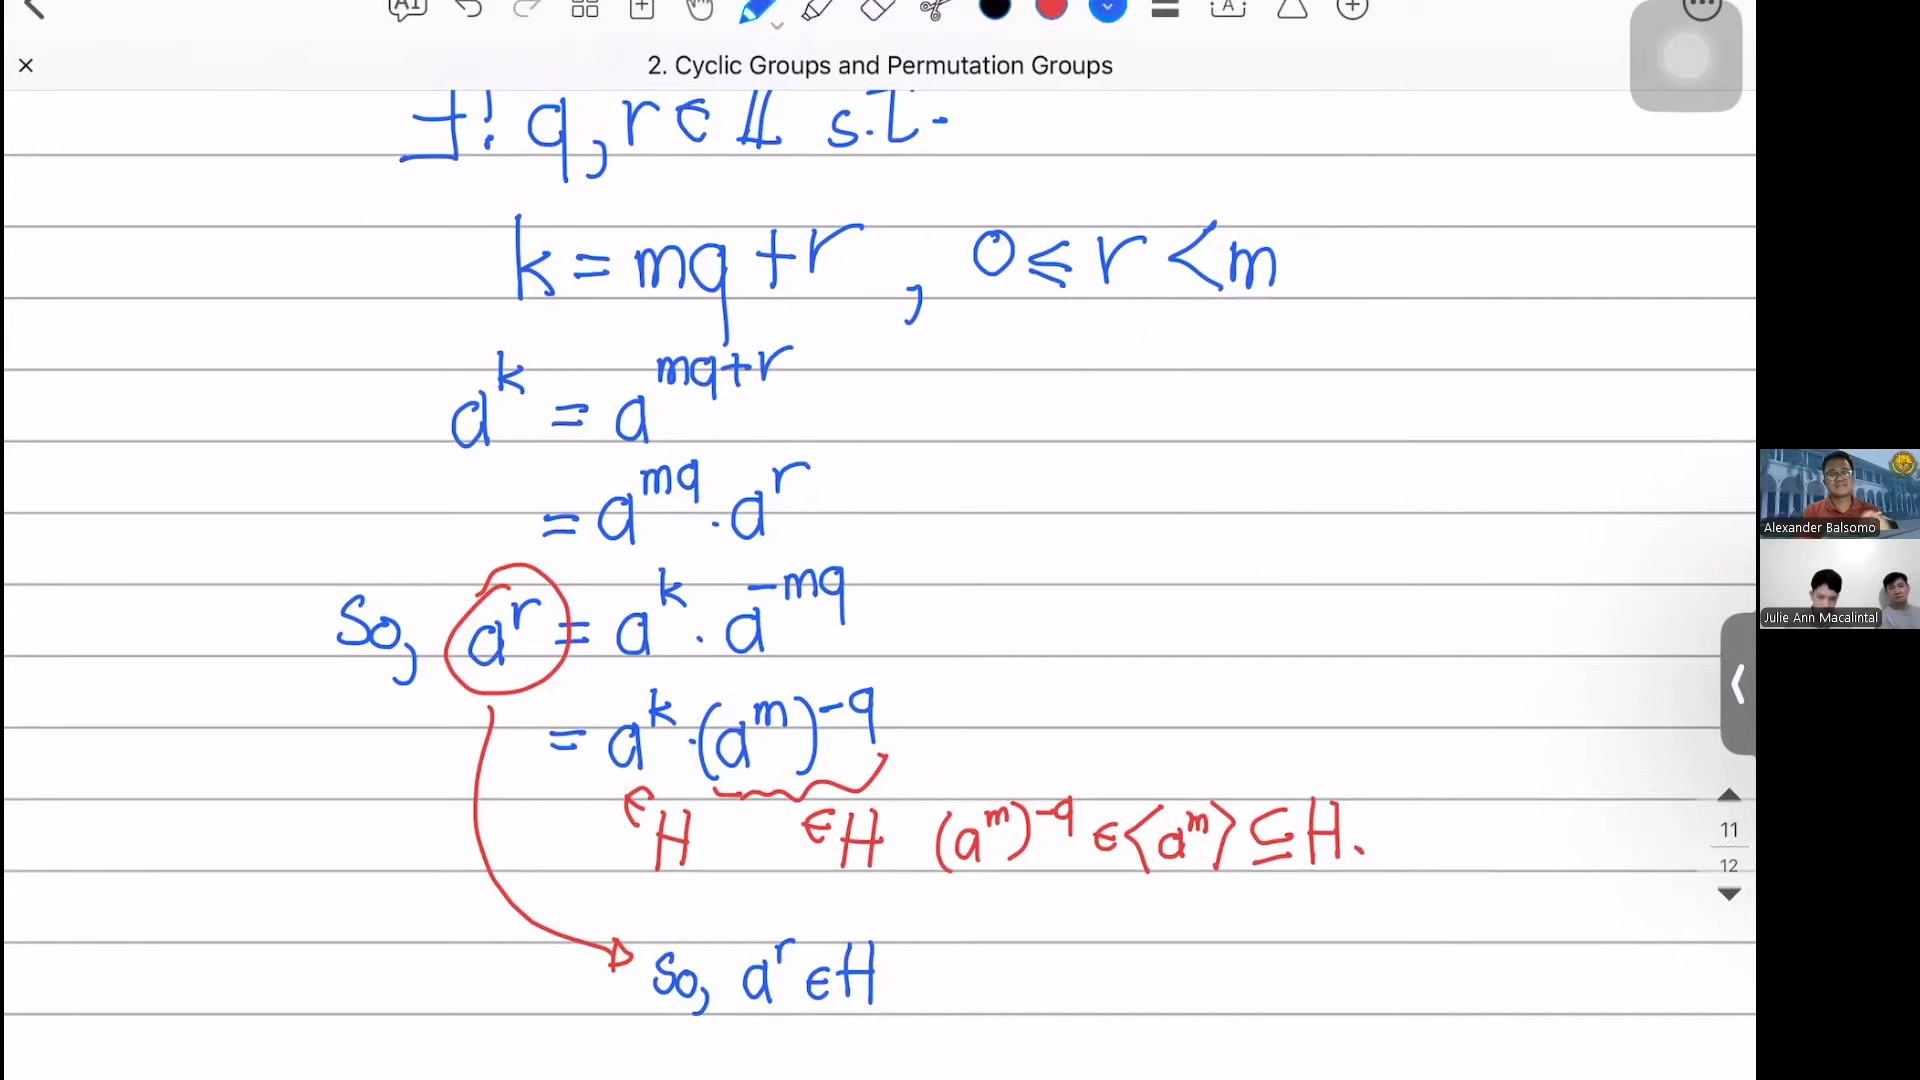 2. Cyclic Groups and Permutation Groups
∃! q, r ∈ ℤ s.t.
k = mq + r , 0 ≤ r < m
a^k = a^{mq+r}
= a^{mq} · a^r
So, a^r = a^k · a^{-mq}
= a^k · (a^m)^{-q}
∈H ∈H (a^m)^{-q} ∈ ⟨a^m⟩ ⊆ H.
So, a^r ∈ H
11
12
Alexander Balsomo
Julie Ann Macalintal